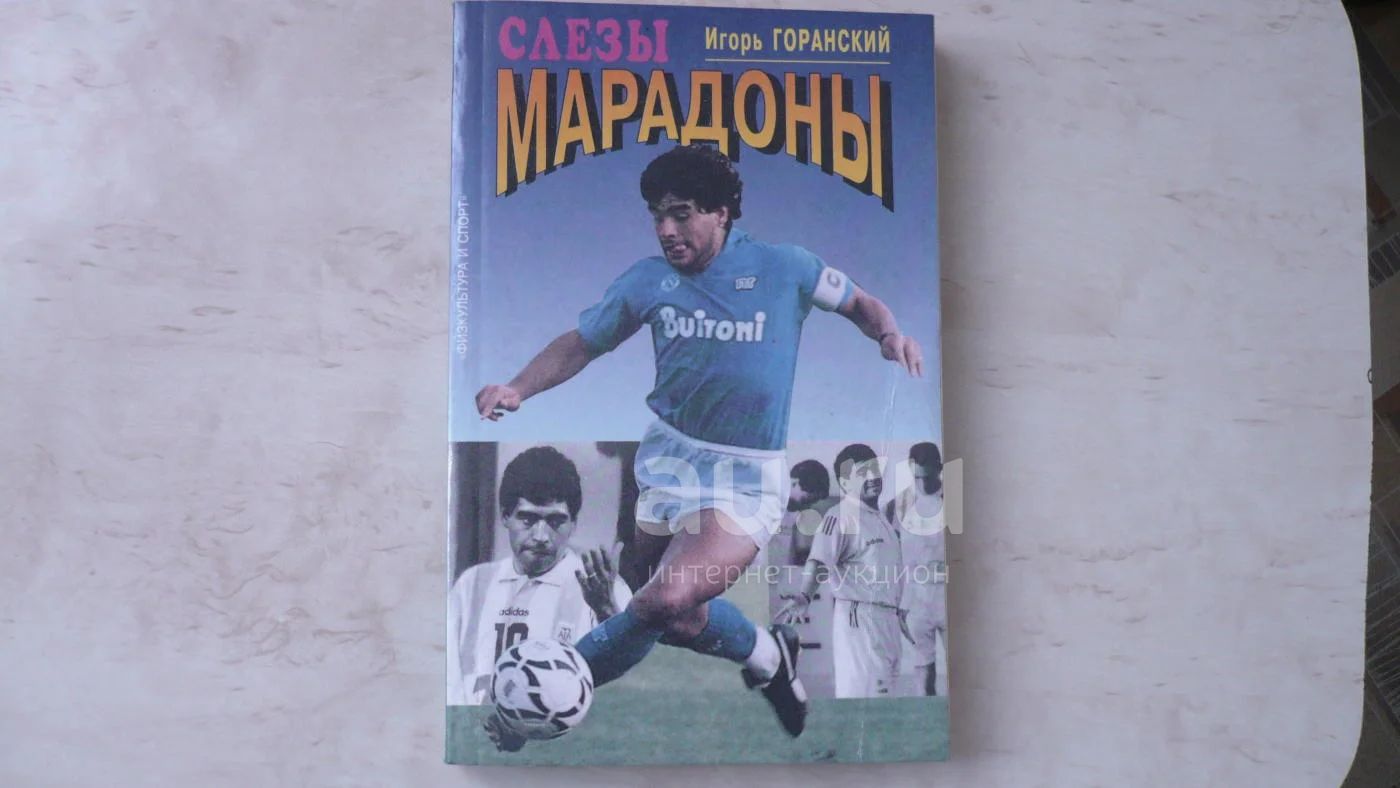 СЛЕЗЫ
Игорь ГОРАНСКИЙ
МАРАДОНЫ
«ФИЗКУЛЬТУРА И СПОРТ»
Buitoni
adidas
10
au.ru
интернет-аукцион